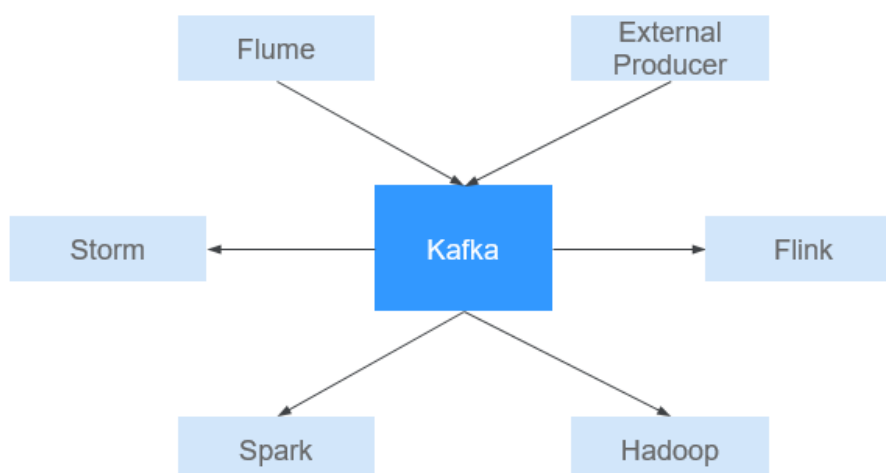 Flume
External
Producer
Storm
Kafka
Flink
Spark
Hadoop